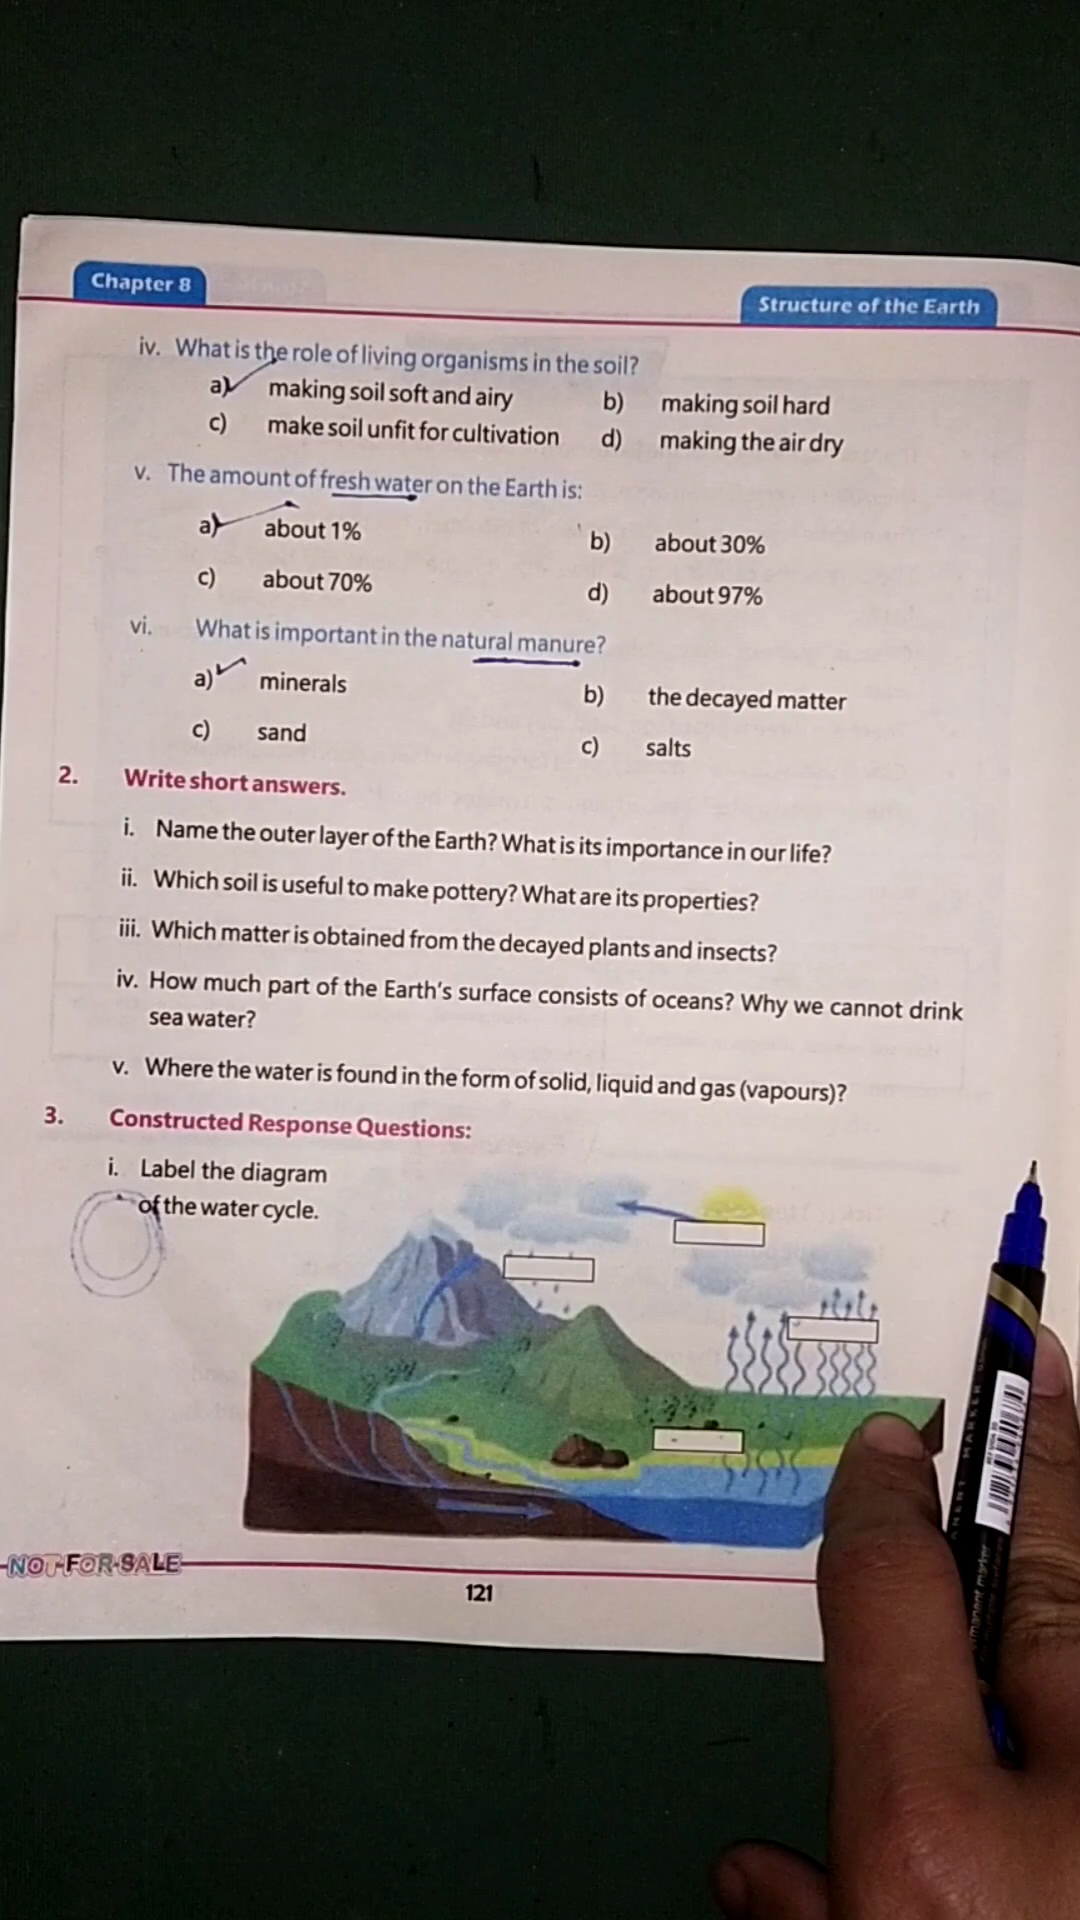 Chapter 8
Structure of the Earth
iv. What is the role of living organisms in the soil?
a) making soil soft and airy b) making soil hard
c) make soil unfit for cultivation d) making the air dry
v. The amount of fresh water on the Earth is:
a) about 1% b) about 30%
c) about 70% d) about 97%
vi. What is important in the natural manure?
a) minerals b) the decayed matter
c) sand c) salts
2. Write short answers.
i. Name the outer layer of the Earth? What is its importance in our life?
ii. Which soil is useful to make pottery? What are its properties?
iii. Which matter is obtained from the decayed plants and insects?
iv. How much part of the Earth's surface consists of oceans? Why we cannot drink
sea water?
v. Where the water is found in the form of solid, liquid and gas (vapours)?
3. Constructed Response Questions:
i. Label the diagram
of the water cycle.
NOT FOR SALE
121